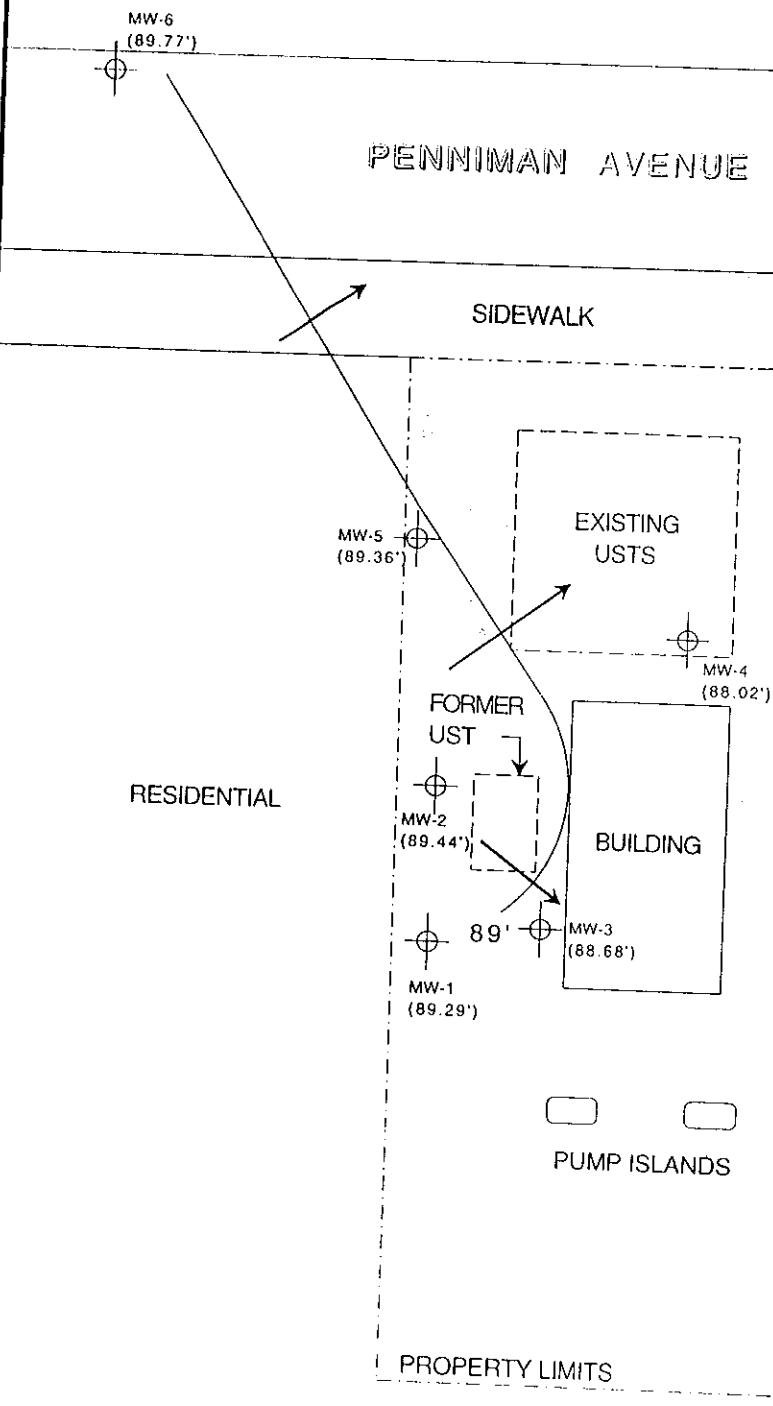 MW-6
(89.77')
PENNIMAN AVENUE
SIDEWALK
EXISTING
USTS
MW-5
(89.36')
MW-4
(88.02')
FORMER
UST
RESIDENTIAL
MW-2
(89.44')
BUILDING
89'
MW-3
(88.68')
MW-1
(89.29')
PUMP ISLANDS
PROPERTY LIMITS